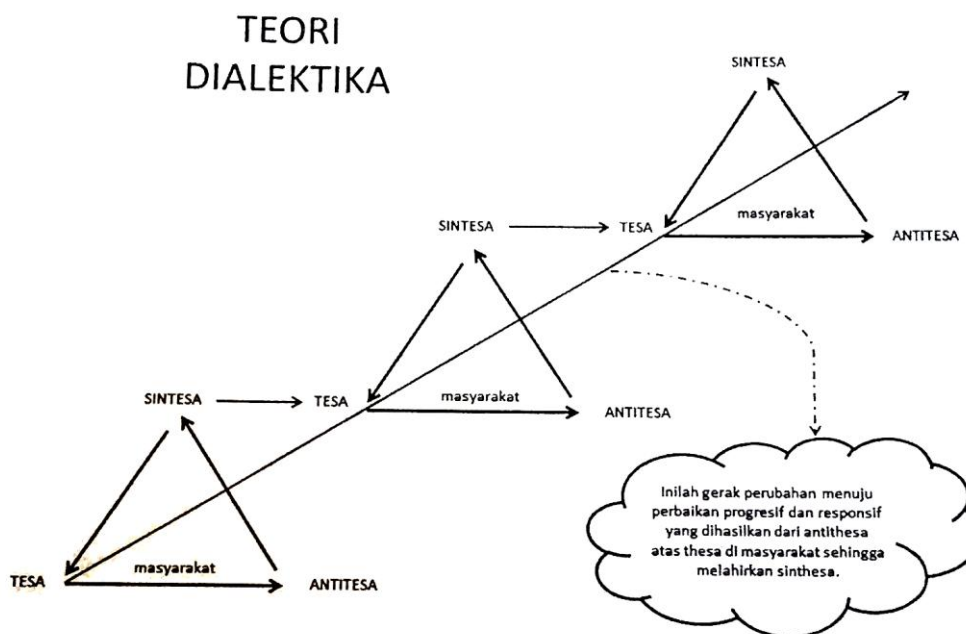 TEORI
DIALEKTIKA
SINTESA
masyarakat
SINTESA
TESA
ANTITESA
masyarakat
SINTESA
TESA
ANTITESA
Inilah gerak perubahan menuju
perbaikan progresif dan responsif
yang dihasilkan dari antithesa
atas thesa di masyarakat sehingga
melahirkan sinthesa.
masyarakat
TESA
ANTITESA